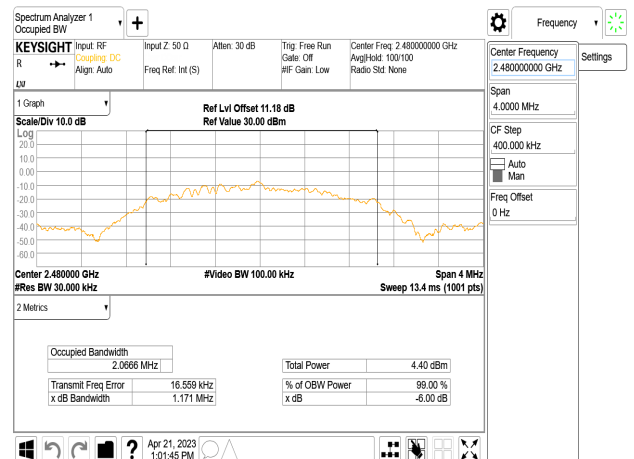 Spectrum Analyzer 1
Occupied BW
Frequency
KEYSIGHT
R
Input: RF
Coupling: DC
Align: Auto
Input Z: 50 Ω
Freq Ref: Int (S)
Atten: 30 dB
Trig: Free Run
Gate: Off
#IF Gain: Low
Center Freq: 2.480000000 GHz
Avg|Hold: 100/100
Radio Std: None
Center Frequency
2.480000000 GHz
Settings
Span
4.0000 MHz
CF Step
400.000 kHz
Auto
Man
Freq Offset
0 Hz
1 Graph
Ref Lvl Offset 11.18 dB
Scale/Div 10.0 dB
Ref Value 30.00 dBm
Log
20.0
10.0
0.00
-10.0
-20.0
-30.0
-40.0
-50.0
-60.0
Center 2.480000 GHz
#Video BW 100.00 kHz
Span 4 MHz
#Res BW 30.000 kHz
Sweep 13.4 ms (1001 pts)
2 Metrics
Occupied Bandwidth
2.0666 MHz
Total Power 4.40 dBm
Transmit Freq Error 16.559 kHz
% of OBW Power 99.00 %
x dB Bandwidth 1.171 MHz
x dB -6.00 dB
?
Apr 21, 2023
1:01:45 PM